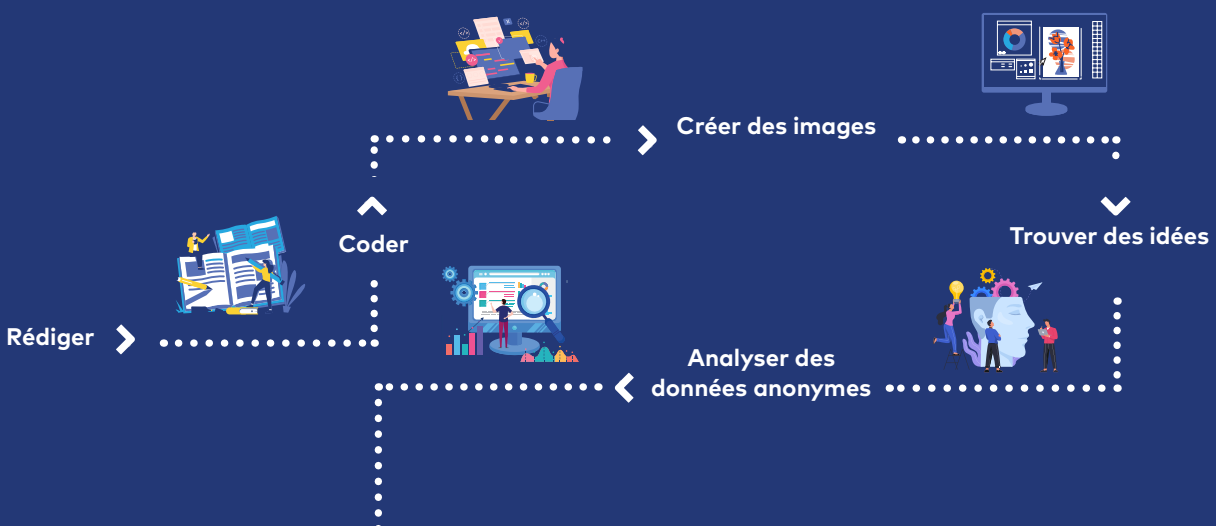 Rédiger
Coder
Créer des images
Trouver des idées
Analyser des
données anonymes